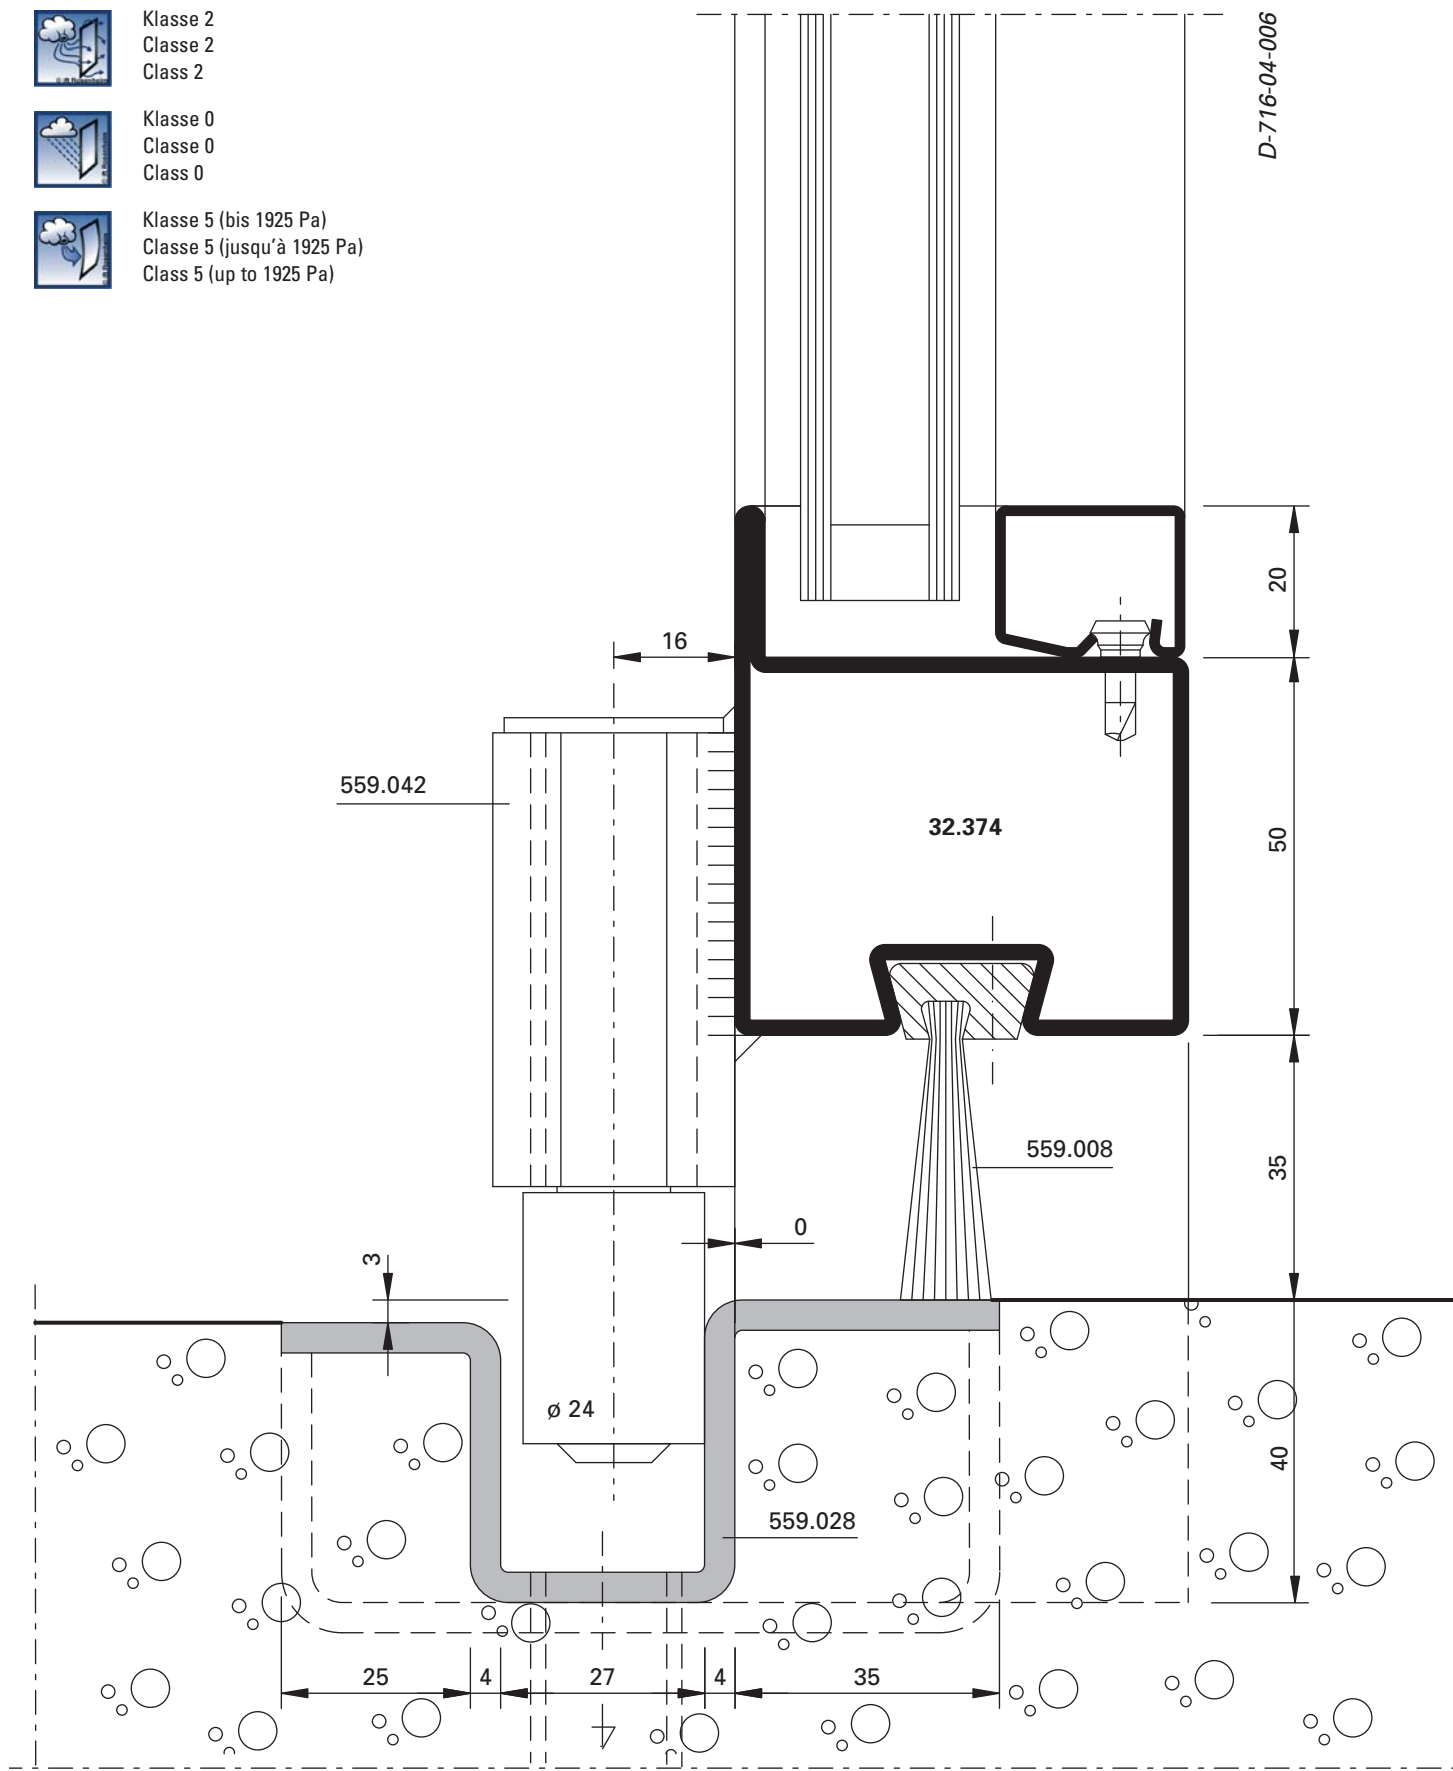 Klasse 2
Classe 2
Class 2
Klasse 0
Classe 0
Class 0
Klasse 5 (bis 1925 Pa)
Classe 5 (jusqu'à 1925 Pa)
Class 5 (up to 1925 Pa)
D-716-04-006
20
16
559.042
32.374
50
559.008
35
0
3
ø 24
40
559.028
25
4
27
4
35